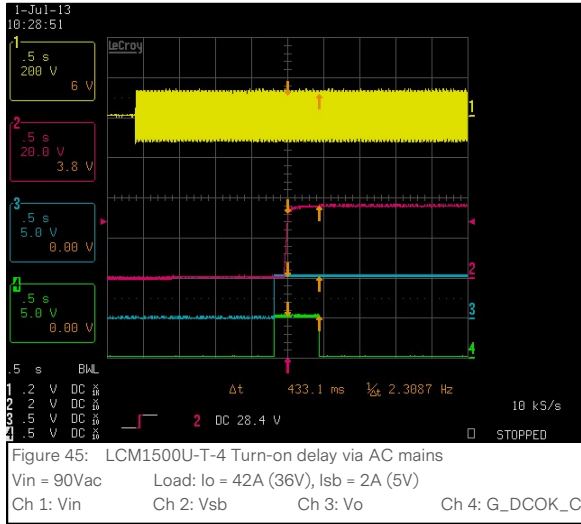 1-Jul-13
10:28:51
LeCroy
1
.5 s
200 V
6 V
2
.5 s
20.0 V
3.8 V
3
.5 s
5.0 V
0.00 V
4
.5 s
5.0 V
0.00 V
1
2
3
4
.5 s BWL
1 .2 V DC
2 2 V DC
3 .5 V DC
4 .5 V DC
Δt 433.1 ms 1/Δt 2.3087 Hz
2 DC 28.4 V
10 kS/s
STOPPED
Figure 45: LCM1500U-T-4 Turn-on delay via AC mains
Vin = 90Vac Load: Io = 42A (36V), Isb = 2A (5V)
Ch 1: Vin Ch 2: Vsb Ch 3: Vo Ch 4: G_DCOK_C